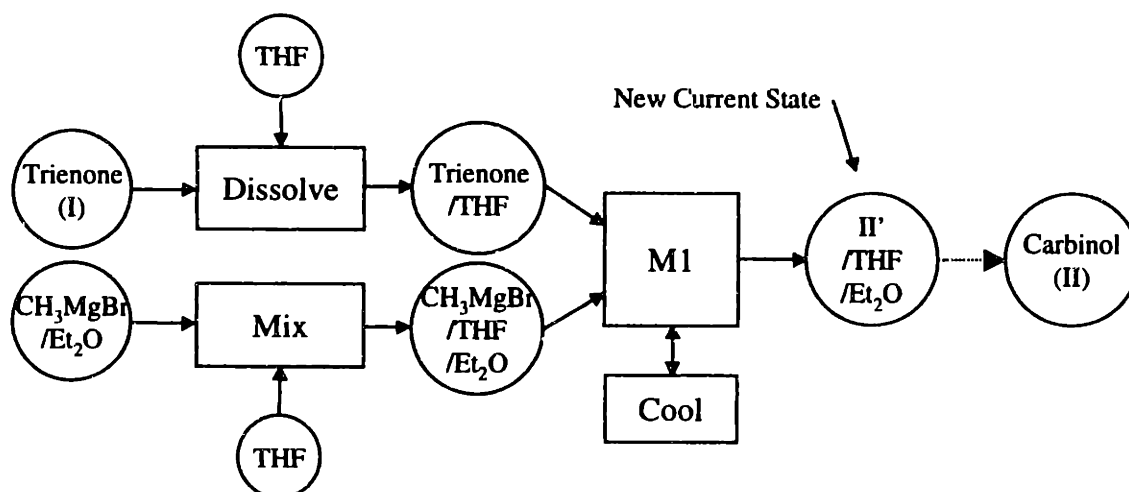 THF
New Current State
Trienone
(I)
Dissolve
Trienone
/THF
M1
II'
/THF
/Et₂O
Carbinol
(II)
CH₃MgBr
/Et₂O
Mix
CH₃MgBr
/THF
/Et₂O
Cool
THF